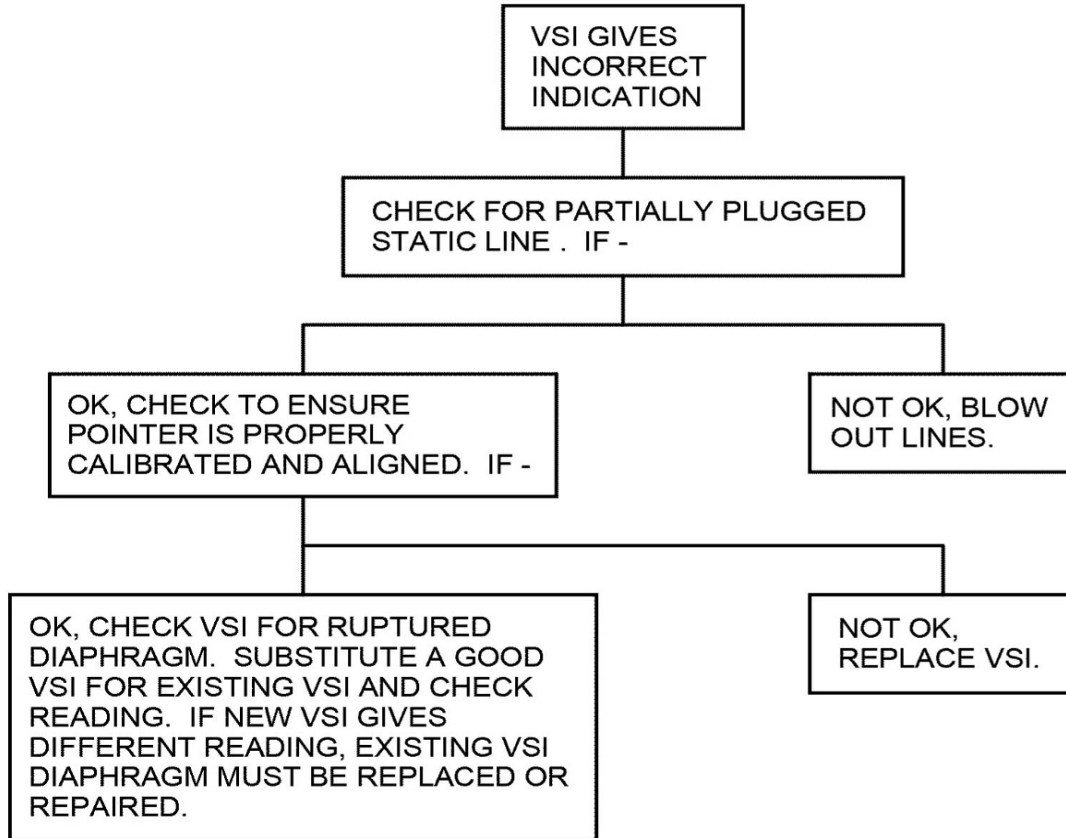 VSI GIVES
INCORRECT
INDICATION
CHECK FOR PARTIALLY PLUGGED
STATIC LINE . IF -
OK, CHECK TO ENSURE
POINTER IS PROPERLY
CALIBRATED AND ALIGNED. IF -
NOT OK, BLOW
OUT LINES.
OK, CHECK VSI FOR RUPTURED
DIAPHRAGM. SUBSTITUTE A GOOD
VSI FOR EXISTING VSI AND CHECK
READING. IF NEW VSI GIVES
DIFFERENT READING, EXISTING VSI
DIAPHRAGM MUST BE REPLACED OR
REPAIRED.
NOT OK,
REPLACE VSI.